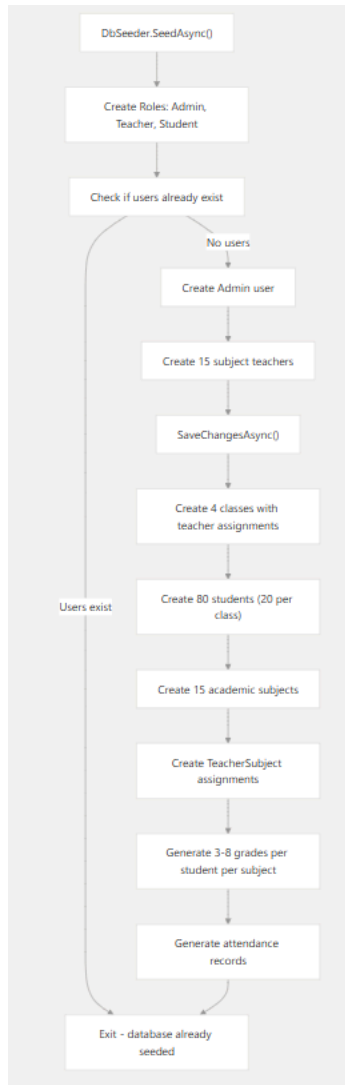 DbSeeder.SeedAsync()
Create Roles: Admin,
Teacher, Student
Check if users already exist
No users
Create Admin user
Create 15 subject teachers
SaveChangesAsync()
Create 4 classes with
teacher assignments
Users exist
Create 80 students (20 per
class)
Create 15 academic subjects
Create TeacherSubject
assignments
Generate 3-8 grades per
student per subject
Generate attendance
records
Exit - database already
seeded